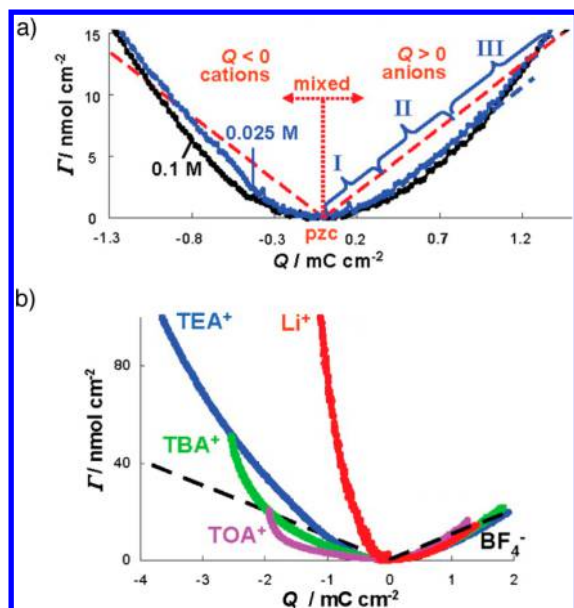 a)
15
10
5
0
Γ / nmol cm⁻²
Q < 0
cations
mixed
Q > 0
anions
I
II
III
0.1 M
0.025 M
pzc
-1.3
-0.8
-0.3
0.2
0.7
1.2
Q / mC cm⁻²
b)
80
40
0
Γ / nmol cm⁻²
TEA⁺
TBA⁺
TOA⁺
Li⁺
BF₄⁻
-4
-3
-2
-1
0
1
2
Q / mC cm⁻²